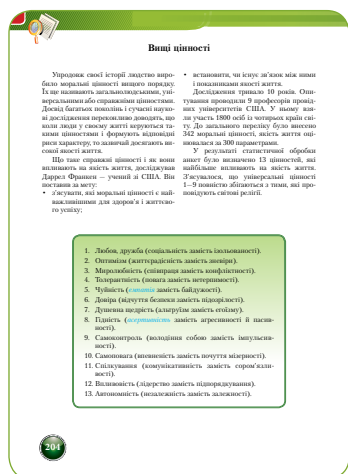 Вищі цінності
Упродовж своєї історії людство виро-
било моральні цінності вищого порядку.
Їх ще називають загальнолюдськими, уні-
версальними або справжніми цінностями.
Досвід багатьох поколінь і сучасні науко-
ві дослідження переконливо доводять, що
коли люди у своєму житті керуються та-
кими цінностями і формують відповідні
риси характеру, то зазвичай досягають ви-
сокої якості життя.
Що таке справжні цінності і як вони
впливають на якість життя, досліджував
Даррел Франкен – учений зі США. Він
поставив за мету:
• з’ясувати, які моральні цінності є най-
важливішими для здоров’я і життєво-
го успіху;
• встановити, чи існує зв’язок між ними
і показниками якості життя.
Дослідження тривало 10 років. Опи-
тування проводили 9 професорів провід-
них університетів США. У ньому взя-
ли участь 1800 осіб із чотирьох країн сві-
ту. До загального переліку було внесено
342 моральні цінності, якість життя оці-
нювалася за 300 параметрами.
У результаті статистичної обробки
анкет було визначено 13 цінностей, які
найбільше впливають на якість життя.
З’ясувалося, що універсальні цінності
1–9 повністю збігаються з тими, які про-
повідують світові релігії.
1. Любов, дружба (соціальність замість ізольованості).
2. Оптимізм (життєрадісність замість зневіри).
3. Миролюбність (співпраця замість конфліктності).
4. Толерантність (повага замість нетерпимості).
5. Чуйність (емпатія замість байдужості).
6. Довіра (відчуття безпеки замість підозрілості).
7. Душевна щедрість (альтруїзм замість егоїзму).
8. Гідність (асертивність замість агресивності й пасив-
ності).
9. Самоконтроль (володіння собою замість імпульсив-
ності).
10. Самоповага (впевненість замість почуття мізерності).
11. Спілкування (комунікативність замість сором’язли-
вості).
12. Впливовість (лідерство замість підпорядкування).
13. Автономність (незалежність замість залежності).
204